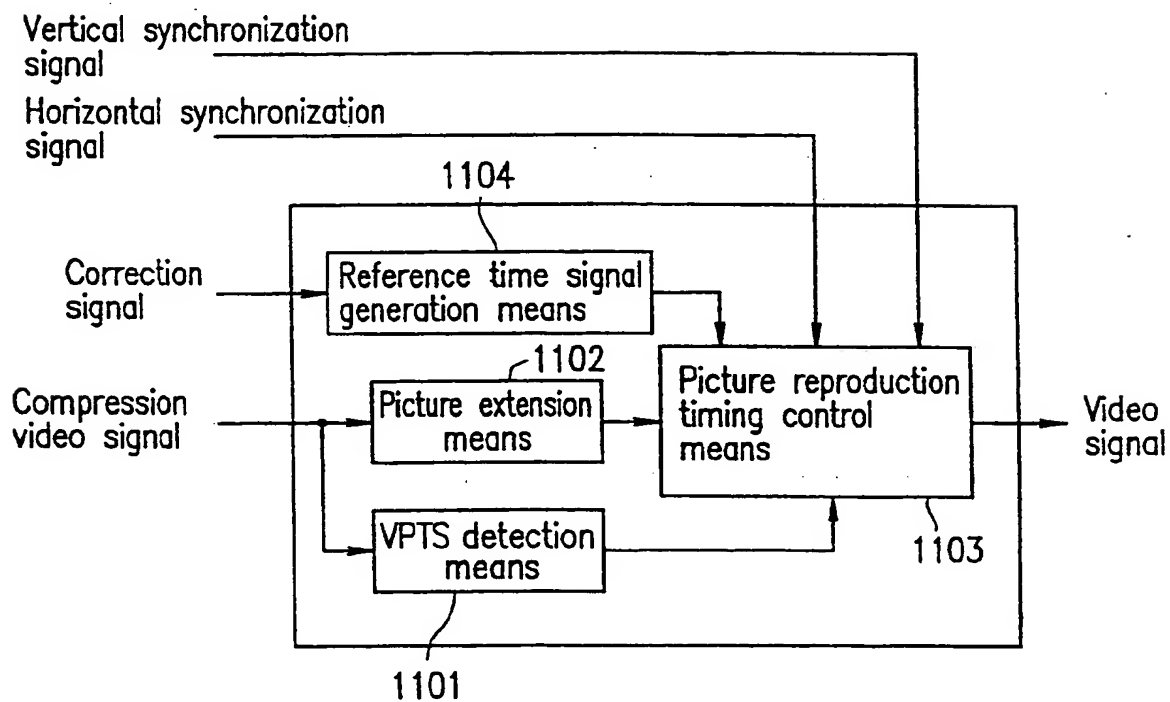 Vertical synchronization
signal
Horizontal synchronization
signal
1104
Correction
signal
Reference time signal
generation means
1102
Compression
video signal
Picture extension
means
Picture reproduction
timing control
means
Video
signal
VPTS detection
means
1103
1101